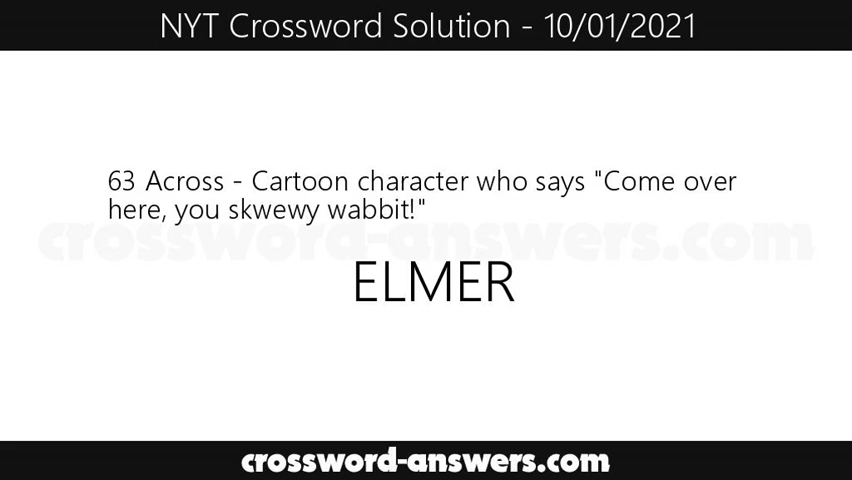 NYT Crossword Solution - 10/01/2021
63 Across - Cartoon character who says "Come over
here, you skwewy wabbit!"
crossword-answers.com
ELMER
crossword-answers.com